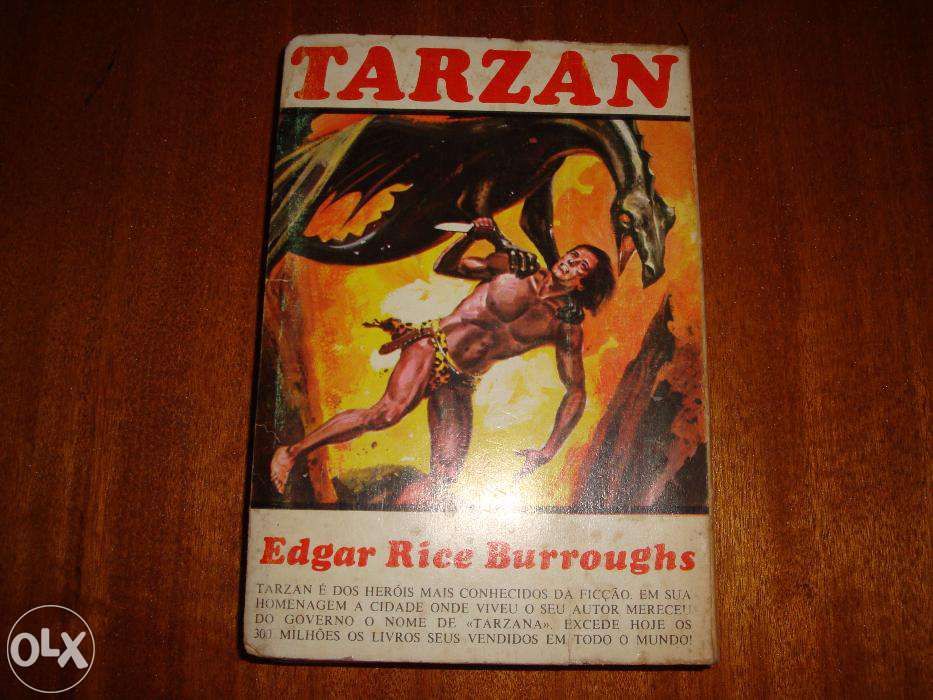 TARZAN
Edgar Rice Burroughs
TARZAN É DOS HERÓIS MAIS CONHECIDOS DA FICÇÃO. EM SUA
HOMENAGEM A CIDADE ONDE VIVEU O SEU AUTOR MERECEU
DO GOVERNO O NOME DE «TARZANA». EXCEDE HOJE OS
300 MILHÕES OS LIVROS SEUS VENDIDOS EM TODO O MUNDO!
OLX